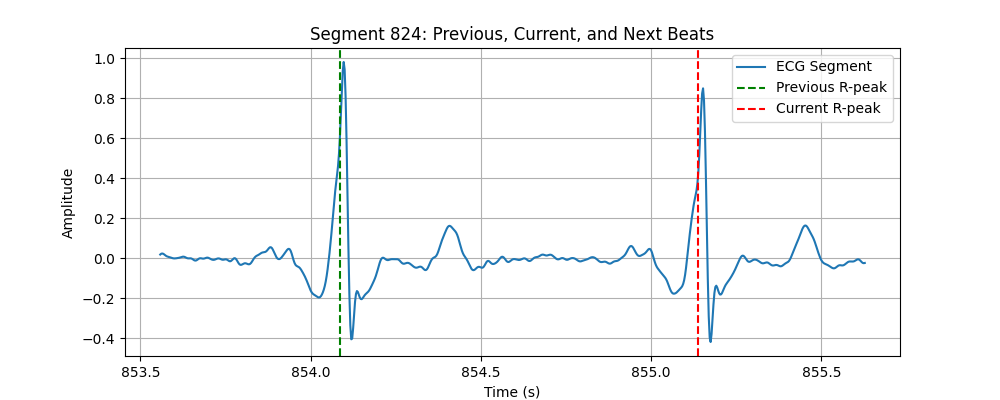 Segment 824: Previous, Current, and Next Beats
1.0
0.8
0.6
0.4
0.2
0.0
−0.2
−0.4
Amplitude
ECG Segment
Previous R-peak
Current R-peak
853.5
854.0
854.5
855.0
855.5
Time (s)